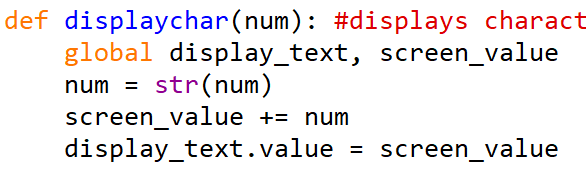 def displaychar(num): #displays charact
global display_text, screen_value
num = str(num)
screen_value += num
display_text.value = screen_value